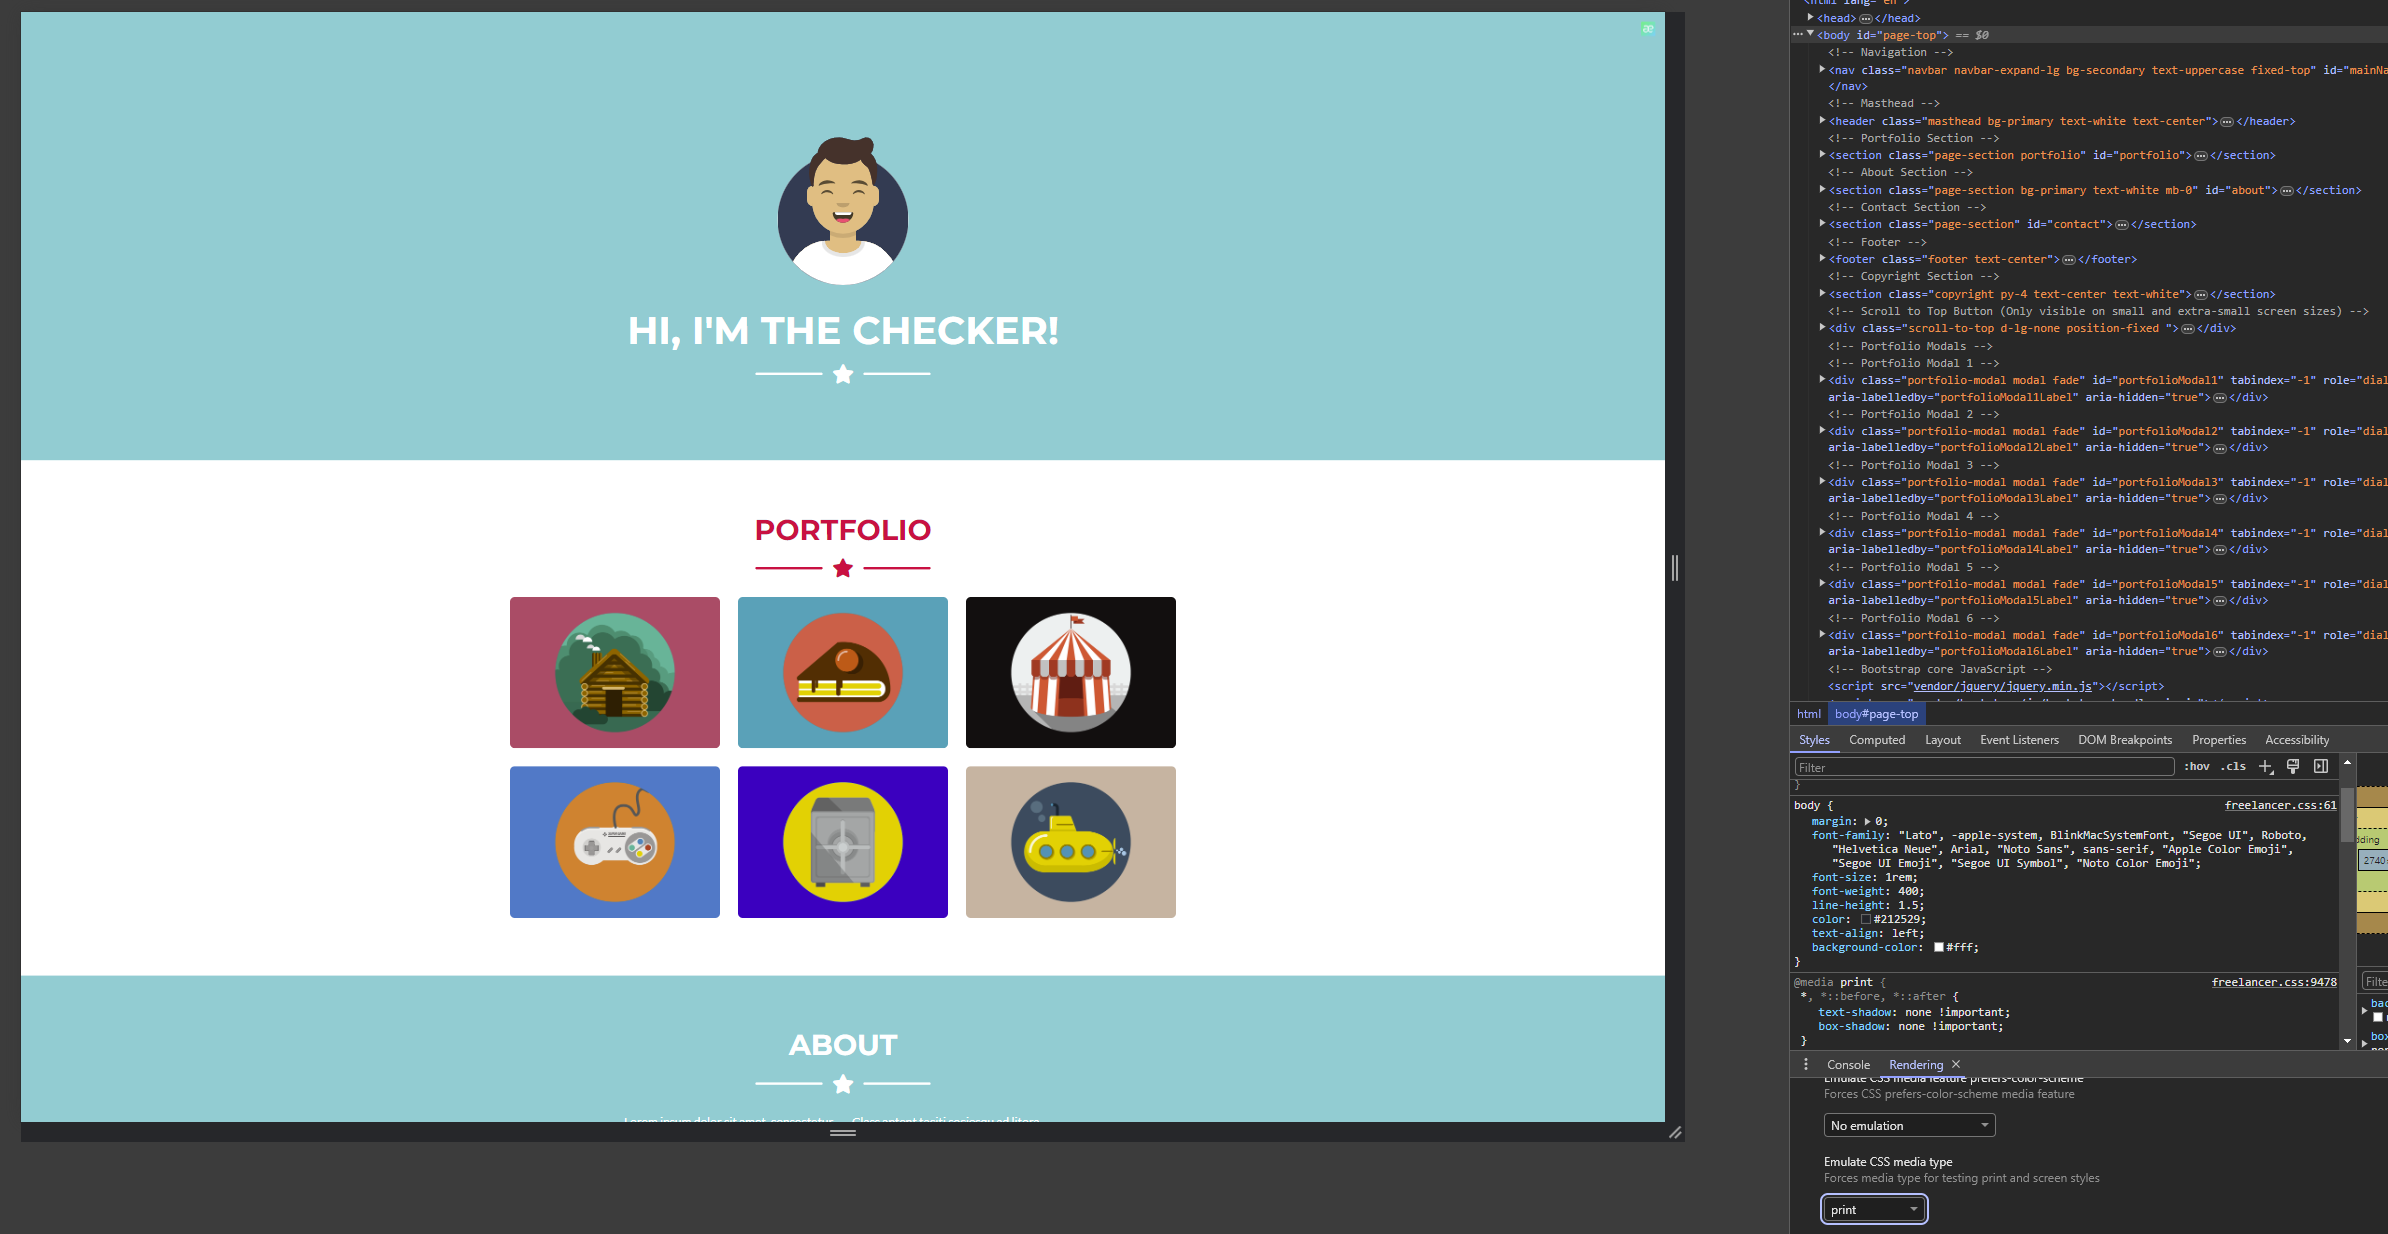 æ
HI, I'M THE CHECKER!
PORTFOLIO
ABOUT
<html lang="en">
<head>…</head>
<body id="page-top"> == $0
<!-- Navigation -->
<nav class="navbar navbar-expand-lg bg-secondary text-uppercase fixed-top" id="mainNa
</nav>
<!-- Masthead -->
<header class="masthead bg-primary text-white text-center">…</header>
<!-- Portfolio Section -->
<section class="page-section portfolio" id="portfolio">…</section>
<!-- About Section -->
<section class="page-section bg-primary text-white mb-0" id="about">…</section>
<!-- Contact Section -->
<section class="page-section" id="contact">…</section>
<!-- Footer -->
<footer class="footer text-center">…</footer>
<!-- Copyright Section -->
<section class="copyright py-4 text-center text-white">…</section>
<!-- Scroll to Top Button (Only visible on small and extra-small screen sizes) -->
<div class="scroll-to-top d-lg-none position-fixed ">…</div>
<!-- Portfolio Modals -->
<!-- Portfolio Modal 1 -->
<div class="portfolio-modal modal fade" id="portfolioModal1" tabindex="-1" role="dial
aria-labelledby="portfolioModal1Label" aria-hidden="true">…</div>
<!-- Portfolio Modal 2 -->
<div class="portfolio-modal modal fade" id="portfolioModal2" tabindex="-1" role="dial
aria-labelledby="portfolioModal2Label" aria-hidden="true">…</div>
<!-- Portfolio Modal 3 -->
<div class="portfolio-modal modal fade" id="portfolioModal3" tabindex="-1" role="dial
aria-labelledby="portfolioModal3Label" aria-hidden="true">…</div>
<!-- Portfolio Modal 4 -->
<div class="portfolio-modal modal fade" id="portfolioModal4" tabindex="-1" role="dial
aria-labelledby="portfolioModal4Label" aria-hidden="true">…</div>
<!-- Portfolio Modal 5 -->
<div class="portfolio-modal modal fade" id="portfolioModal5" tabindex="-1" role="dial
aria-labelledby="portfolioModal5Label" aria-hidden="true">…</div>
<!-- Portfolio Modal 6 -->
<div class="portfolio-modal modal fade" id="portfolioModal6" tabindex="-1" role="dial
aria-labelledby="portfolioModal6Label" aria-hidden="true">…</div>
<!-- Bootstrap core JavaScript -->
<script src="vendor/jquery/jquery.min.js"></script>
html body#page-top
Styles Computed Layout Event Listeners DOM Breakpoints Properties Accessibility
Filter :hov .cls
}
body { freelancer.css:61
margin: 0;
font-family: "Lato", -apple-system, BlinkMacSystemFont, "Segoe UI", Roboto,
"Helvetica Neue", Arial, "Noto Sans", sans-serif, "Apple Color Emoji",
"Segoe UI Emoji", "Segoe UI Symbol", "Noto Color Emoji";
font-size: 1rem;
font-weight: 400;
line-height: 1.5;
color: #212529;
text-align: left;
background-color: #fff;
}
@media print { freelancer.css:9478
*, *::before, *::after {
text-shadow: none !important;
box-shadow: none !important;
}
dding
2740
Filte
bac
box
Console Rendering
Emulate CSS media feature prefers-color-scheme
Forces CSS prefers-color-scheme media feature
No emulation
Emulate CSS media type
Forces media type for testing print and screen styles
print